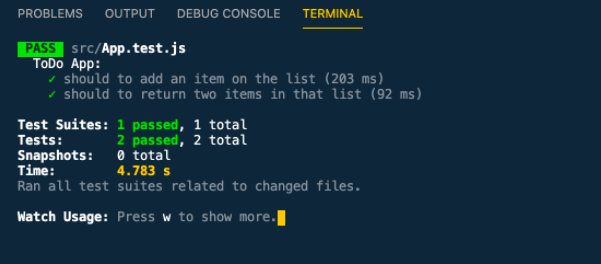 PROBLEMS OUTPUT DEBUG CONSOLE TERMINAL
PASS src/App.test.js
ToDo App:
✓ should to add an item on the list (203 ms)
✓ should to return two items in that list (92 ms)
Test Suites: 1 passed, 1 total
Tests: 2 passed, 2 total
Snapshots: 0 total
Time: 4.783 s
Ran all test suites related to changed files.
Watch Usage: Press w to show more.